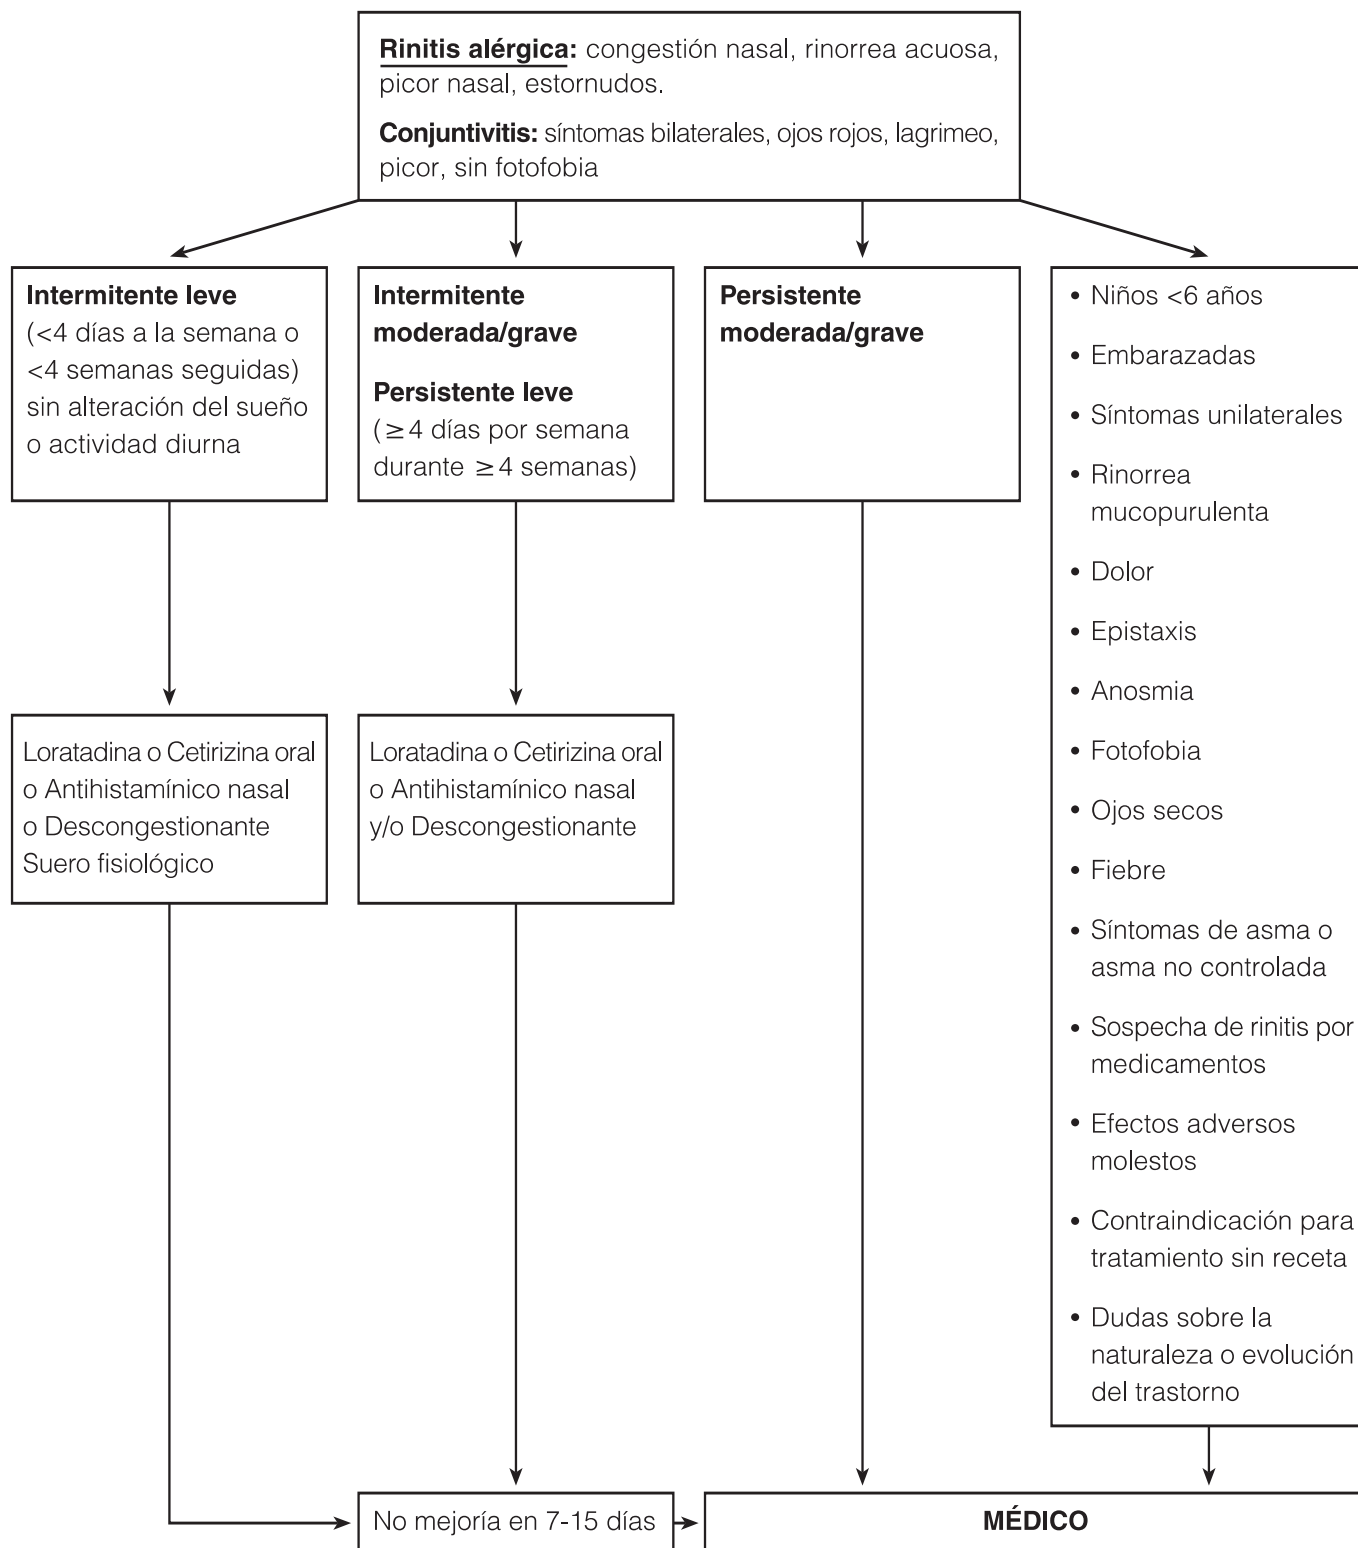 Rinitis alérgica: congestión nasal, rinorrea acuosa,
picor nasal, estornudos.
Conjuntivitis: síntomas bilaterales, ojos rojos, lagrimeo,
picor, sin fotofobia
Intermitente leve
(<4 días a la semana o
<4 semanas seguidas)
sin alteración del sueño
o actividad diurna
Intermitente
moderada/grave
Persistente leve
(≥4 días por semana
durante ≥4 semanas)
Persistente
moderada/grave
• Niños <6 años
• Embarazadas
• Síntomas unilaterales
• Rinorrea
mucopurulenta
• Dolor
• Epistaxis
• Anosmia
• Fotofobia
• Ojos secos
• Fiebre
• Síntomas de asma o
asma no controlada
• Sospecha de rinitis por
medicamentos
• Efectos adversos
molestos
• Contraindicación para
tratamiento sin receta
• Dudas sobre la
naturaleza o evolución
del trastorno
Loratadina o Cetirizina oral
o Antihistamínico nasal
o Descongestionante
Suero fisiológico
Loratadina o Cetirizina oral
o Antihistamínico nasal
y/o Descongestionante
No mejoría en 7-15 días
MÉDICO